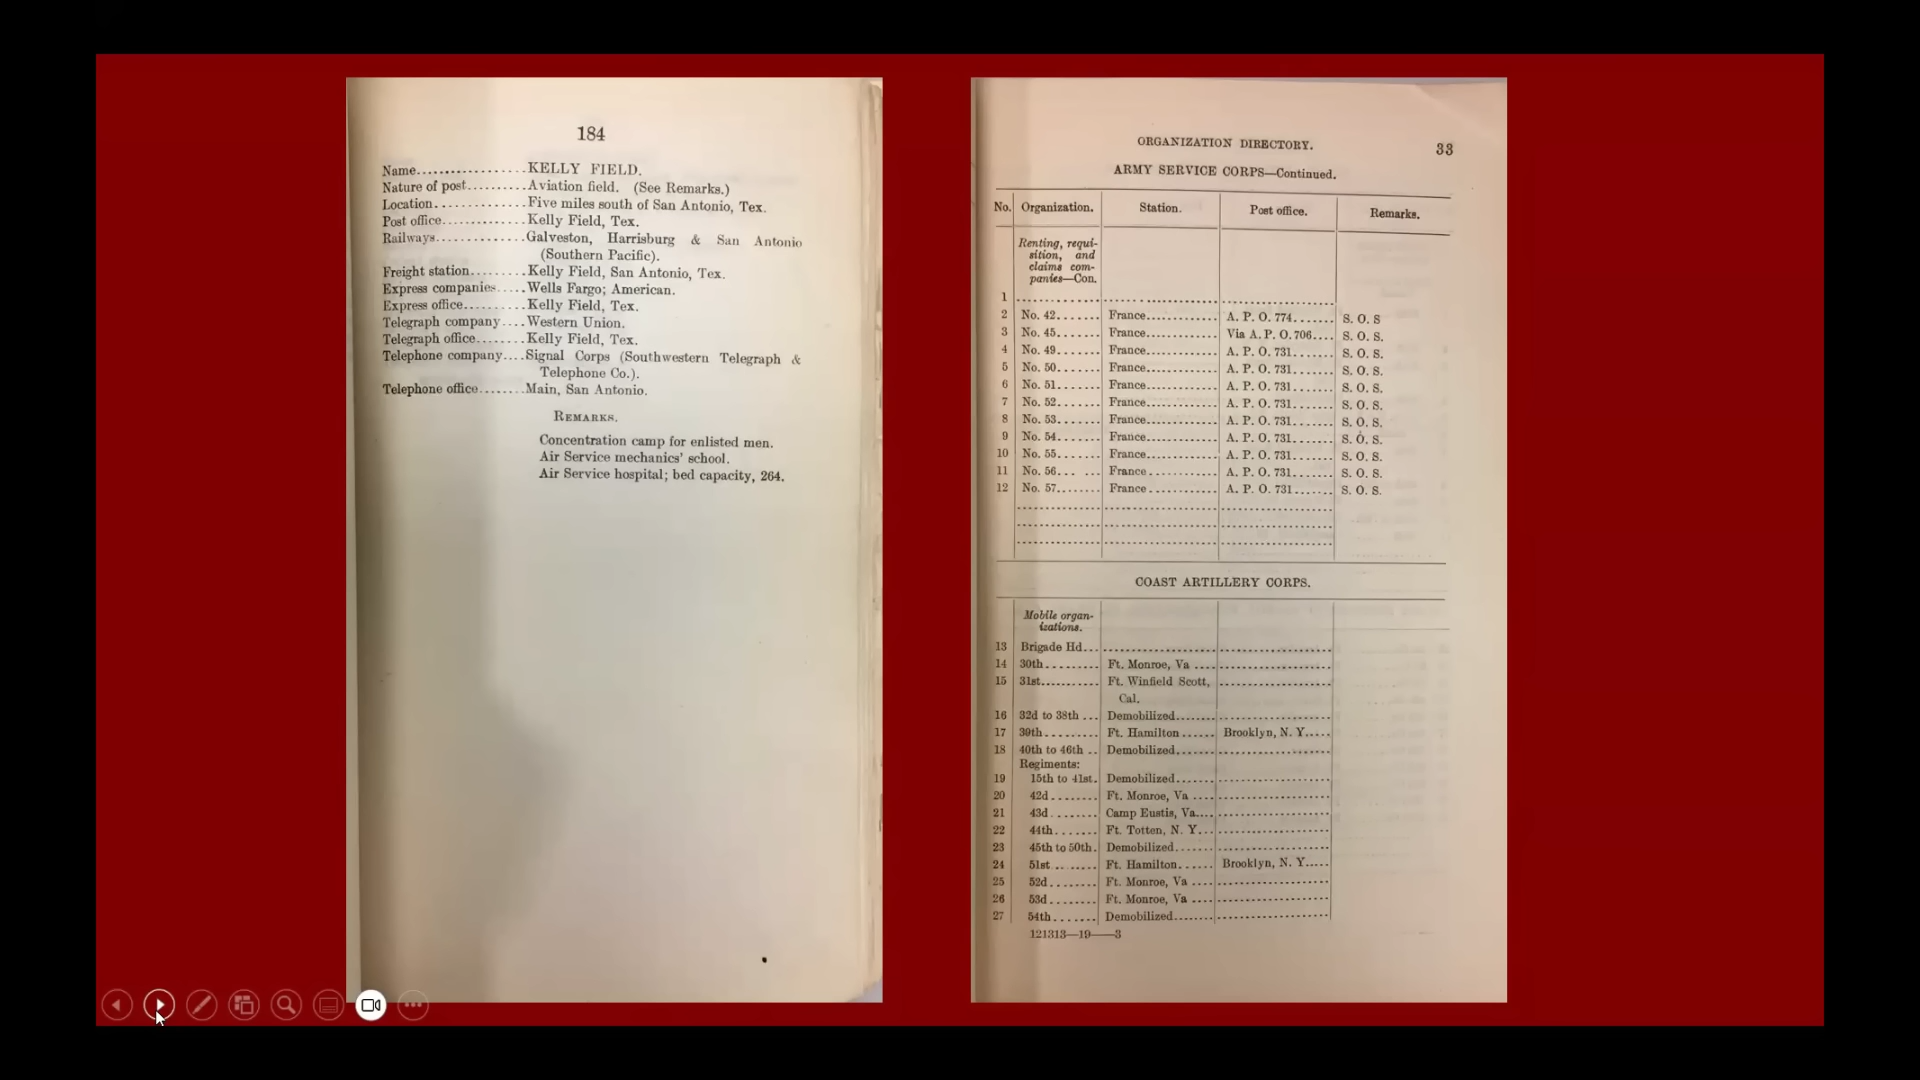 184
Name................KELLY FIELD.
Nature of post.........Aviation field. (See Remarks.)
Location.............Five miles south of San Antonio, Tex.
Post office............Kelly Field, Tex.
Railways.............Galveston, Harrisburg & San Antonio
(Southern Pacific).
Freight station........Kelly Field, San Antonio, Tex.
Express companies.....Wells Fargo; American.
Express office.........Kelly Field, Tex.
Telegraph company....Western Union.
Telegraph office.......Kelly Field, Tex.
Telephone company....Signal Corps (Southwestern Telegraph &
Telephone Co.).
Telephone office.......Main, San Antonio.
REMARKS.
Concentration camp for enlisted men.
Air Service mechanics' school.
Air Service hospital; bed capacity, 264.
ORGANIZATION DIRECTORY. 33
ARMY SERVICE CORPS—Continued.
No. Organization. Station. Post office. Remarks.
Renting, requi-
sition, and
claims com-
panies—Con.
1
2 No. 42...... France.......... A. P. O. 774...... S. O. S
3 No. 45...... France.......... Via A. P. O. 706.... S. O. S.
4 No. 49...... France.......... A. P. O. 731...... S. O. S.
5 No. 50...... France.......... A. P. O. 731...... S. O. S.
6 No. 51...... France.......... A. P. O. 731...... S. O. S.
7 No. 52...... France.......... A. P. O. 731...... S. O. S.
8 No. 53...... France.......... A. P. O. 731...... S. O. S.
9 No. 54...... France.......... A. P. O. 731...... S. O. S.
10 No. 55...... France.......... A. P. O. 731...... S. O. S.
11 No. 56... ... France.......... A. P. O. 731...... S. O. S.
12 No. 57...... France.......... A. P. O. 731...... S. O. S.
COAST ARTILLERY CORPS.
Mobile organ-
izations.
13 Brigade Hd...
14 30th......... Ft. Monroe, Va ....
15 31st.......... Ft. Winfield Scott,
Cal.
16 32d to 38th ... Demobilized.......
17 39th......... Ft. Hamilton ...... Brooklyn, N. Y.....
18 40th to 46th .. Demobilized.......
Regiments:
19 15th to 41st. Demobilized.......
20 42d........ Ft. Monroe, Va ....
21 43d........ Camp Eustis, Va....
22 44th....... Ft. Totten, N. Y...
23 45th to 50th. Demobilized.......
24 51st........ Ft. Hamilton...... Brooklyn, N. Y.....
25 52d........ Ft. Monroe, Va ....
26 53d........ Ft. Monroe, Va ....
27 54th....... Demobilized.......
121313—19——3